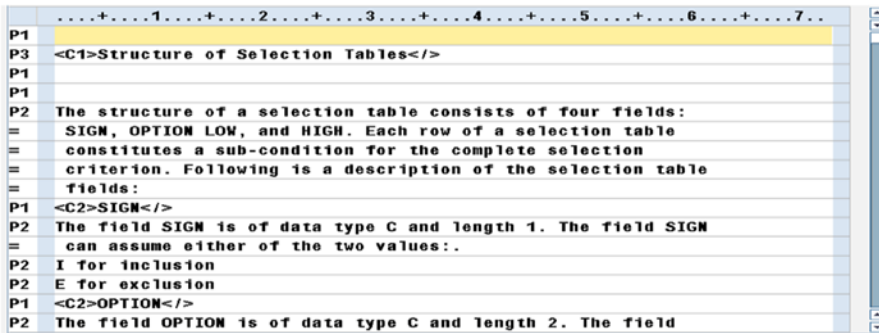 ....+....1....+....2....+....3....+....4....+....5....+....6....+....7..
P1
P3 <C1>Structure of Selection Tables</>
P1
P1
P2 The structure of a selection table consists of four fields:
= SIGN, OPTION LOW, and HIGH. Each row of a selection table
= constitutes a sub-condition for the complete selection
= criterion. Following is a description of the selection table
= fields:
P1 <C2>SIGN</>
P2 The field SIGN is of data type C and length 1. The field SIGN
= can assume either of the two values:.
P2 I for inclusion
P2 E for exclusion
P1 <C2>OPTION</>
P2 The field OPTION is of data type C and length 2. The field